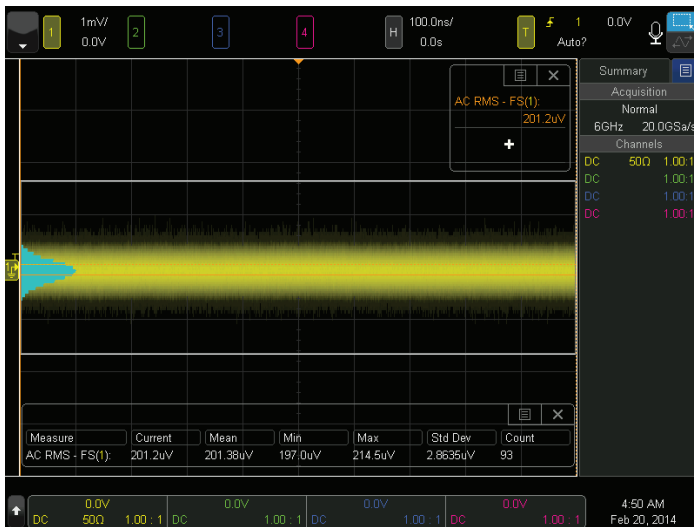 1 1mV/ 2 3 4 H 100.0ns/ T 1 0.0V
0.0V 0.0s Auto?
Summary
Acquisition
Normal
6GHz 20.0GSa/s
Channels
DC 50Ω 1.00:1
DC 1.00:1
DC 1.00:1
DC 1.00:1
AC RMS - FS(1):
201.2uV
Measure Current Mean Min Max Std Dev Count
AC RMS - FS(1): 201.2uV 201.38uV 197.0uV 214.5uV 2.8635uV 93
0.0V 0.0V 0.0V 0.0V 4:50 AM
DC 50Ω 1.00 : 1 DC 1.00 : 1 DC 1.00 : 1 DC 1.00 : 1 Feb 20, 2014